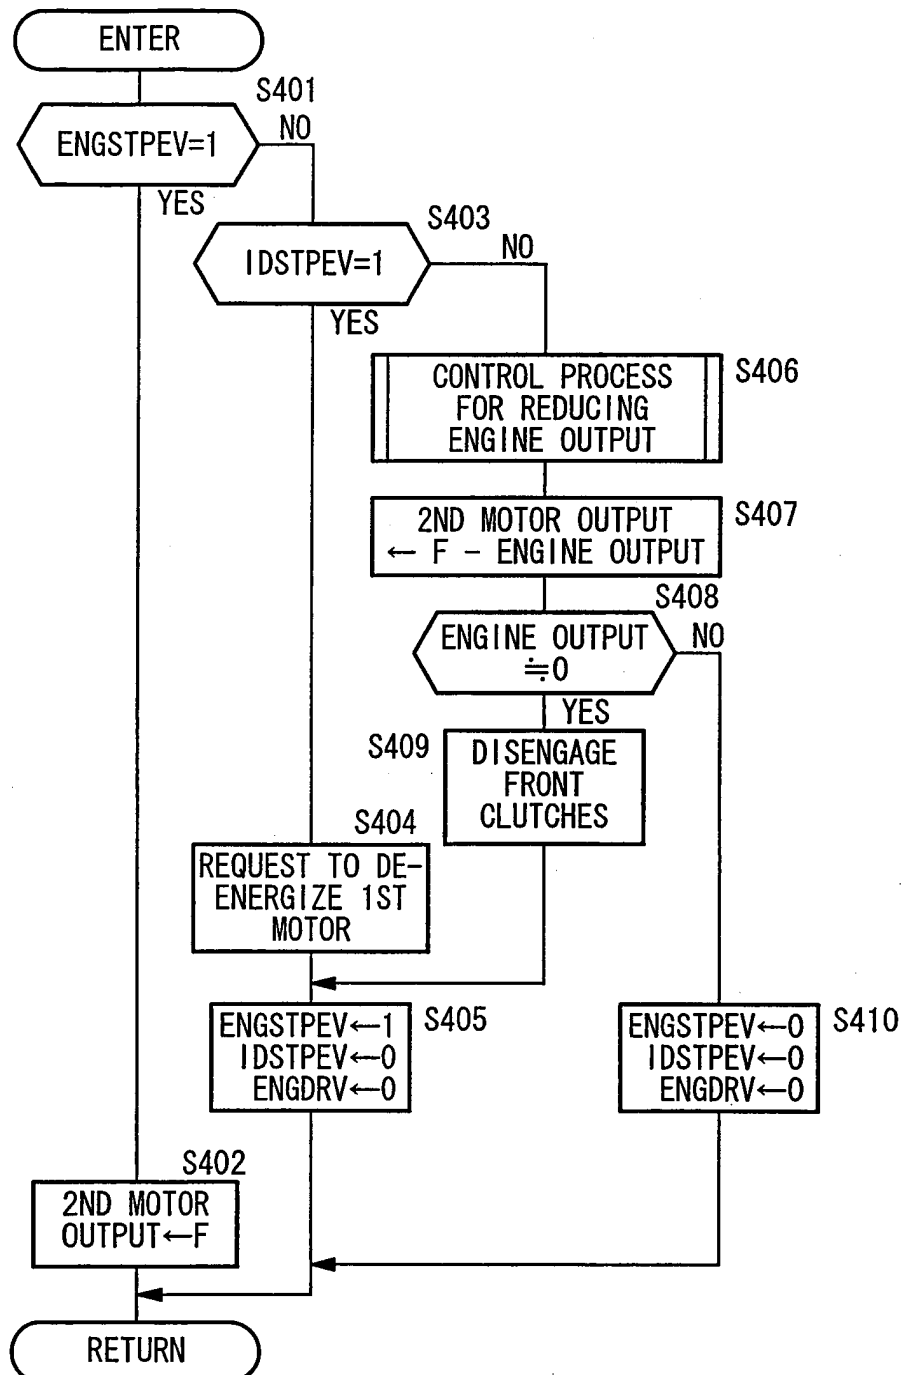 ENTER
S401
ENGSTPEV=1
NO
YES
S403
IDSTPEV=1
NO
YES
S406
CONTROL PROCESS
FOR REDUCING
ENGINE OUTPUT
S407
2ND MOTOR OUTPUT
← F - ENGINE OUTPUT
S408
ENGINE OUTPUT
≒0
NO
YES
S409
DISENGAGE
FRONT
CLUTCHES
S404
REQUEST TO DE-
ENERGIZE 1ST
MOTOR
S405
ENGSTPEV←1
IDSTPEV←0
ENGDRV←0
S410
ENGSTPEV←0
IDSTPEV←0
ENGDRV←0
S402
2ND MOTOR
OUTPUT←F
RETURN